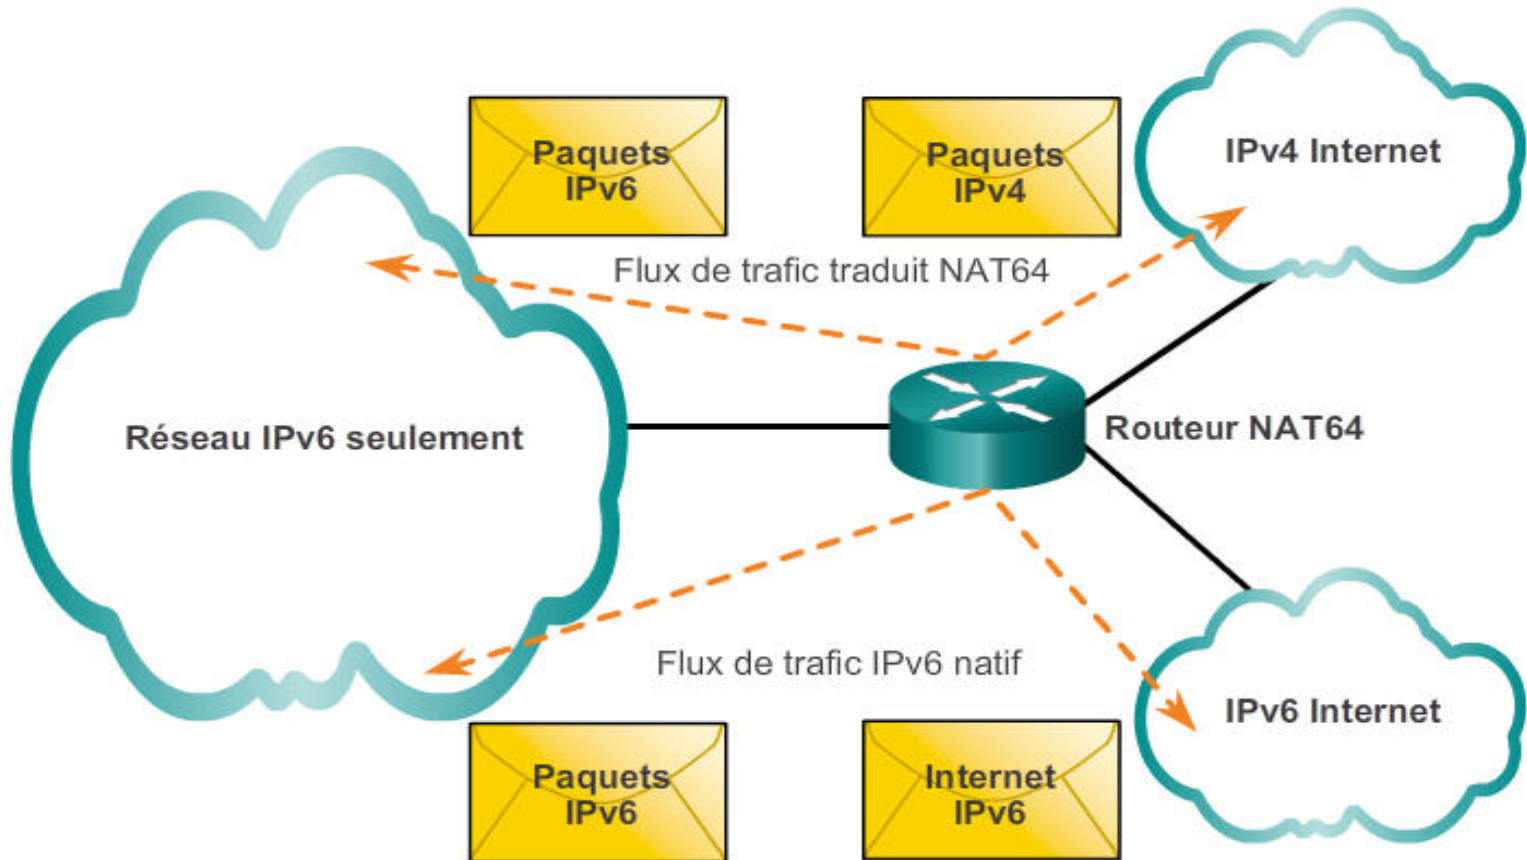 Paquets
IPv6
Paquets
IPv4
IPv4 Internet
Flux de trafic traduit NAT64
Réseau IPv6 seulement
Routeur NAT64
Flux de trafic IPv6 natif
IPv6 Internet
Paquets
IPv6
Internet
IPv6